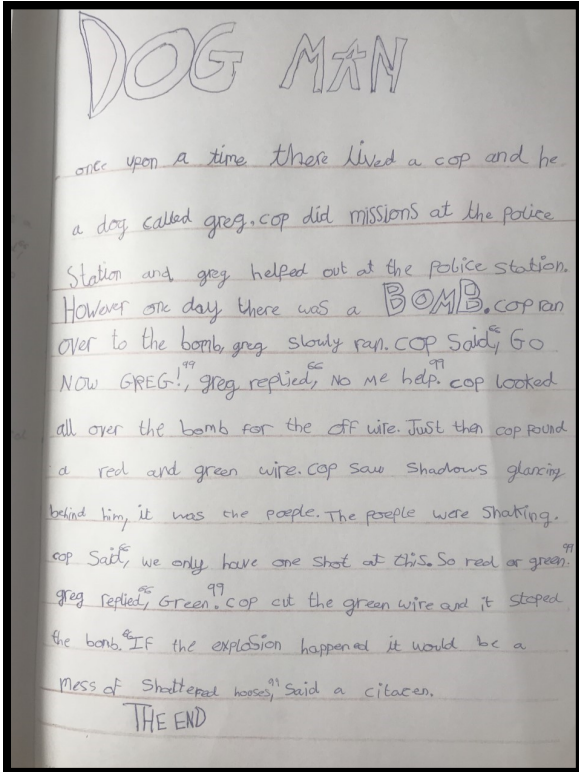 DOG MAN
once upon a time there lived a cop and he
a dog called greg. cop did missions at the police
Station and greg helped out at the police station.
However one day there was a BOMB. cop ran
over to the bomb, greg slowly ran. cop Said, “Go
NOW GREG!”, greg replied, “No me help.” cop looked
all over the bomb for the off wire. Just then cop pound
a red and green wire. cop saw shadows glancing
behind him, it was the poeple. The poeple were shaking.
cop Said, “we only have one shot at this. So red or green.”
greg replied, “Green.” cop cut the green wire and it stoped
the bomb. “If the explosion happened it would be a
mess of shattered hooses,” said a citacen.
THE END